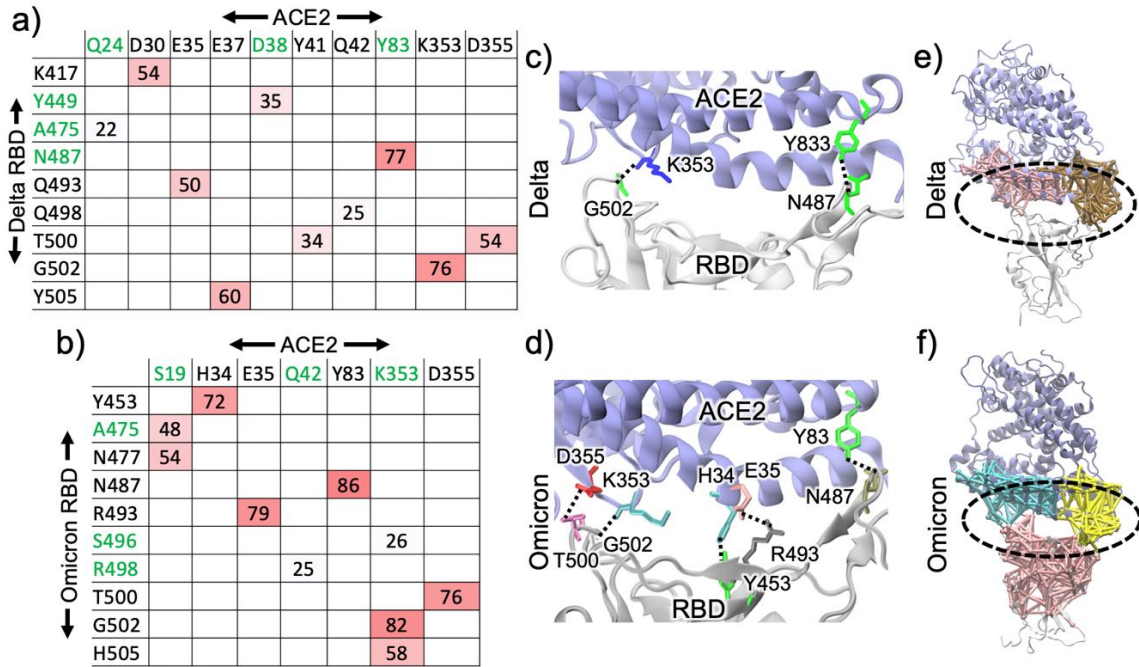 a)
ACE2
Q24 D30 E35 E37 D38 Y41 Q42 Y83 K353 D355
Delta RBD
K417 54
Y449 35
A475 22
N487 77
Q493 50
Q498 25
T500 34 54
G502 76
Y505 60
b)
ACE2
S19 H34 E35 Q42 Y83 K353 D355
Omicron RBD
Y453 72
A475 48
N477 54
N487 86
R493 79
S496 26
R498 25
T500 76
G502 82
H505 58
c)
Delta
ACE2
Y833
K353
G502
N487
RBD
d)
Omicron
ACE2
Y83
D355
K353
H34
E35
N487
T500
G502
R493
Y453
RBD
e)
Delta
f)
Omicron